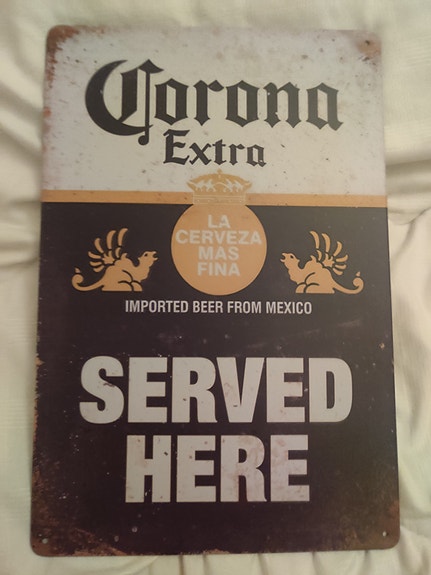 Corona
Extra
LA
CERVEZA
MAS
FINA
IMPORTED BEER FROM MEXICO
SERVED
HERE